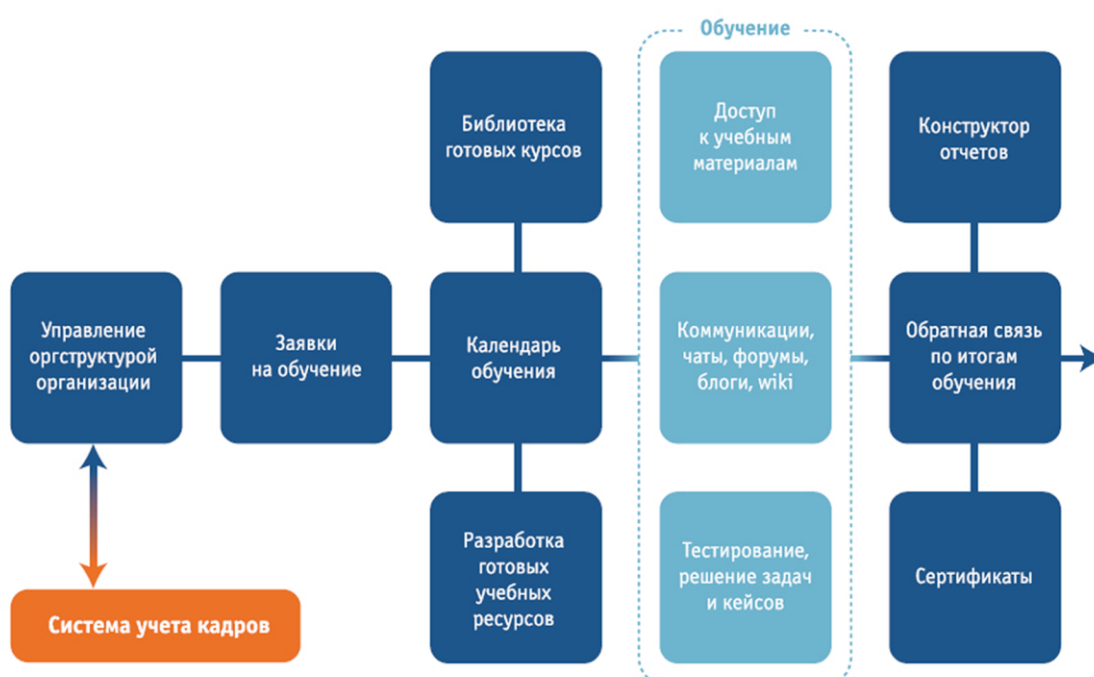 Обучение
Библиотека
готовых курсов
Доступ
к учебным
материалам
Конструктор
отчетов
Управление
оргструктурой
организации
Заявки
на обучение
Календарь
обучения
Коммуникации,
чаты, форумы,
блоги, wiki
Обратная связь
по итогам
обучения
Система учета кадров
Разработка
готовых
учебных
ресурсов
Тестирование,
решение задач
и кейсов
Сертификаты